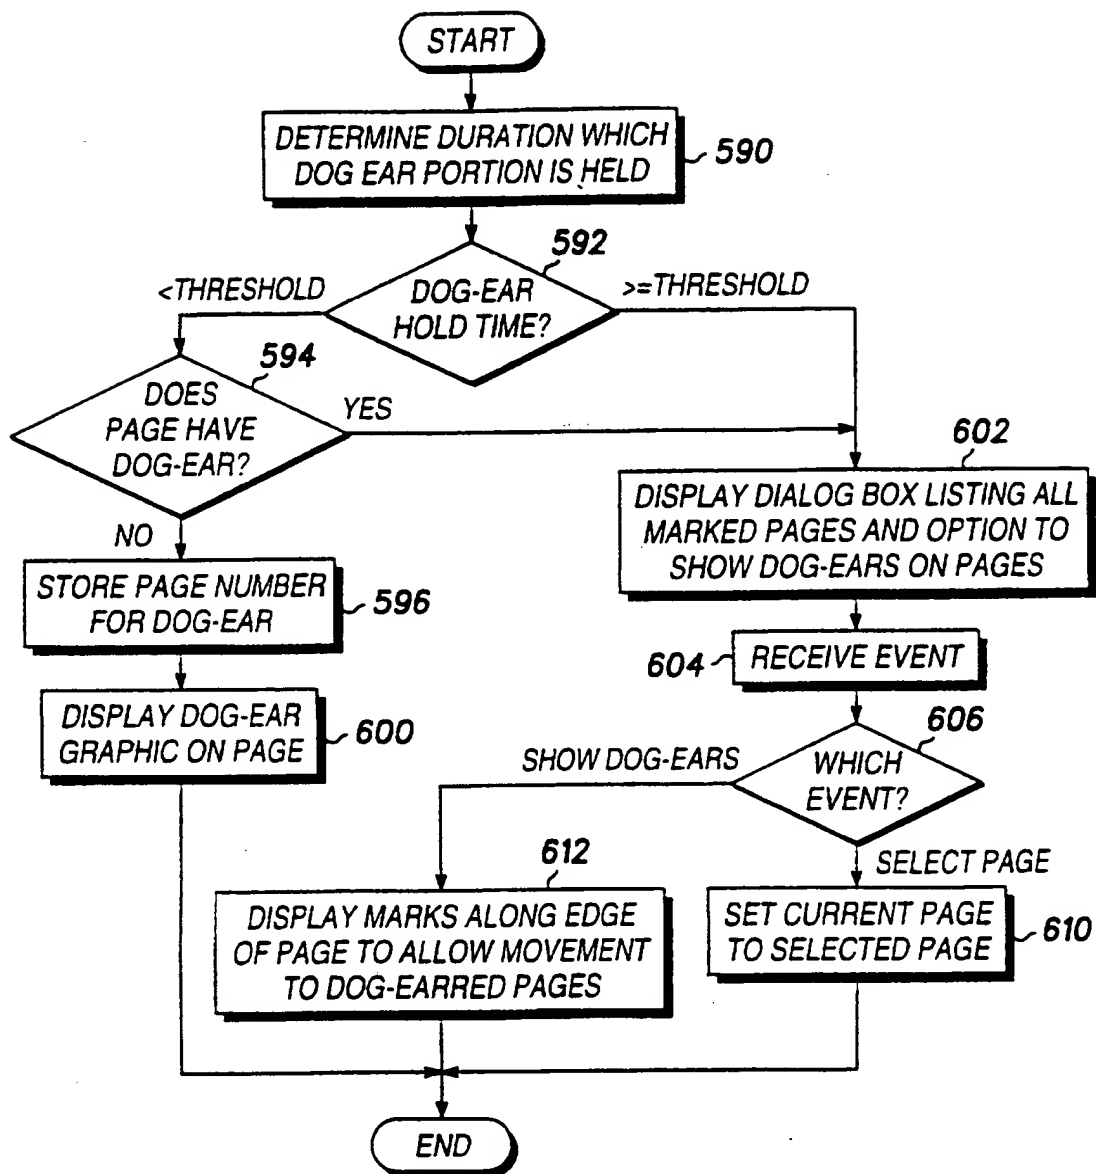 START
DETERMINE DURATION WHICH
DOG EAR PORTION IS HELD
590
592
<THRESHOLD
DOG-EAR
HOLD TIME?
>=THRESHOLD
594
DOES
PAGE HAVE
DOG-EAR?
YES
NO
602
DISPLAY DIALOG BOX LISTING ALL
MARKED PAGES AND OPTION TO
SHOW DOG-EARS ON PAGES
STORE PAGE NUMBER
FOR DOG-EAR
596
604
RECEIVE EVENT
DISPLAY DOG-EAR
GRAPHIC ON PAGE
600
606
SHOW DOG-EARS
WHICH
EVENT?
SELECT PAGE
612
DISPLAY MARKS ALONG EDGE
OF PAGE TO ALLOW MOVEMENT
TO DOG-EARRED PAGES
SET CURRENT PAGE
TO SELECTED PAGE
610
END